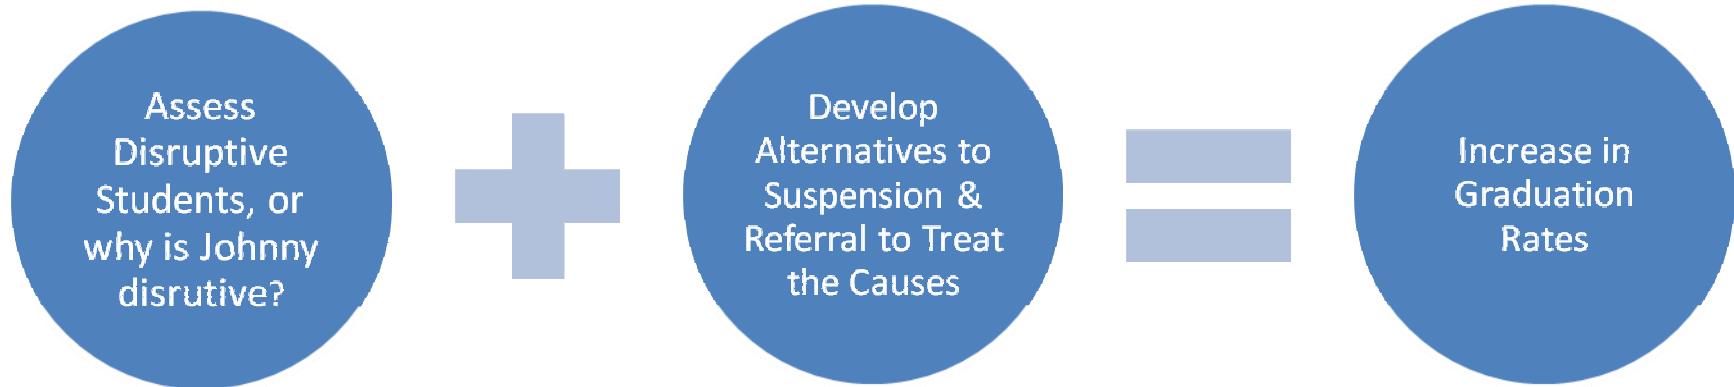 Assess
Disruptive
Students, or
why is Johnny
disrutive?
Develop
Alternatives to
Suspension &
Referral to Treat
the Causes
Increase in
Graduation
Rates